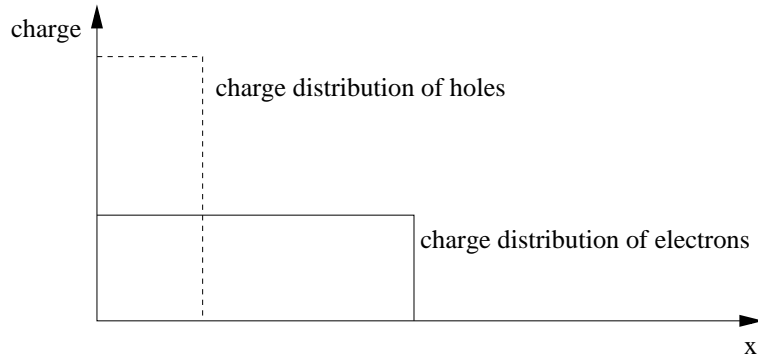 charge
charge distribution of holes
charge distribution of electrons
x